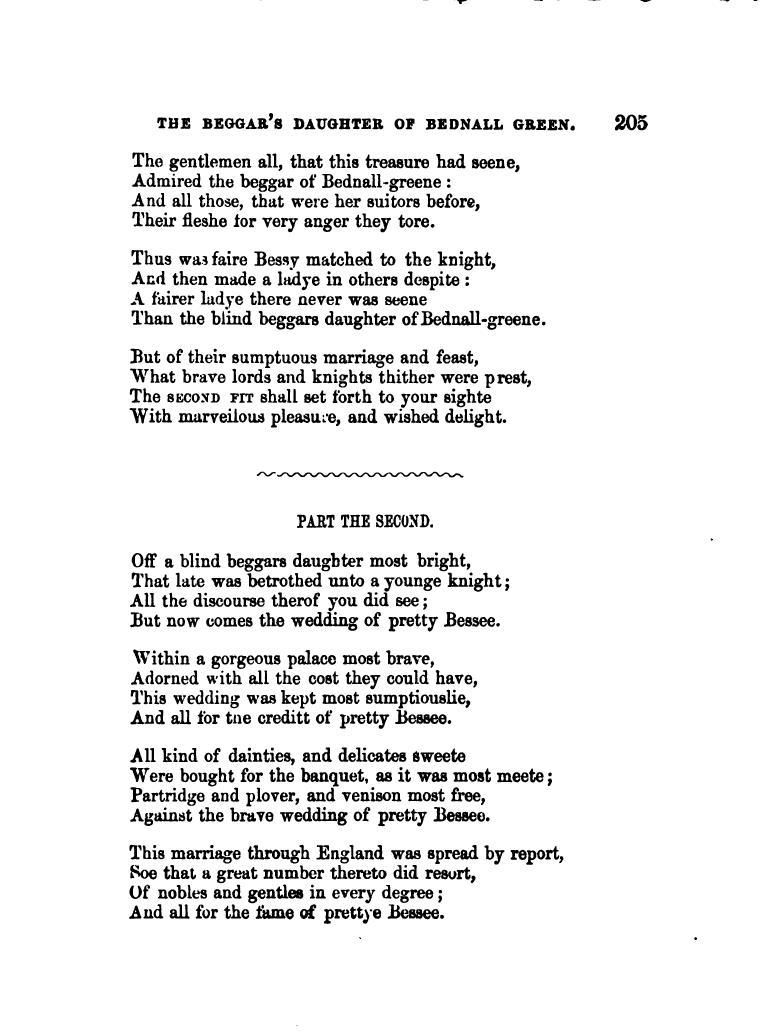 THE BEGGAR'S DAUGHTER OF BEDNALL GREEN. 205
The gentlemen all, that this treasure had seene,
Admired the beggar of Bednall-greene:
And all those, that were her suitors before,
Their fleshe for very anger they tore.
Thus was faire Bessy matched to the knight,
And then made a ladye in others despite:
A fairer ladye there never was seene
Than the blind beggars daughter of Bednall-greene.
But of their sumptuous marriage and feast,
What brave lords and knights thither were prest,
The SECOND FIT shall set forth to your sighte
With marveilous pleasure, and wished delight.
PART THE SECOND.
Off a blind beggars daughter most bright,
That late was betrothed unto a younge knight;
All the discourse therof you did see;
But now comes the wedding of pretty Bessee.
Within a gorgeous palace most brave,
Adorned with all the cost they could have,
This wedding was kept most sumptiouslie,
And all for the creditt of pretty Bessee.
All kind of dainties, and delicates sweete
Were bought for the banquet, as it was most meete;
Partridge and plover, and venison most free,
Against the brave wedding of pretty Bessee.
This marriage through England was spread by report,
Soe that a great number thereto did resort,
Of nobles and gentles in every degree;
And all for the fame of prettye Bessee.